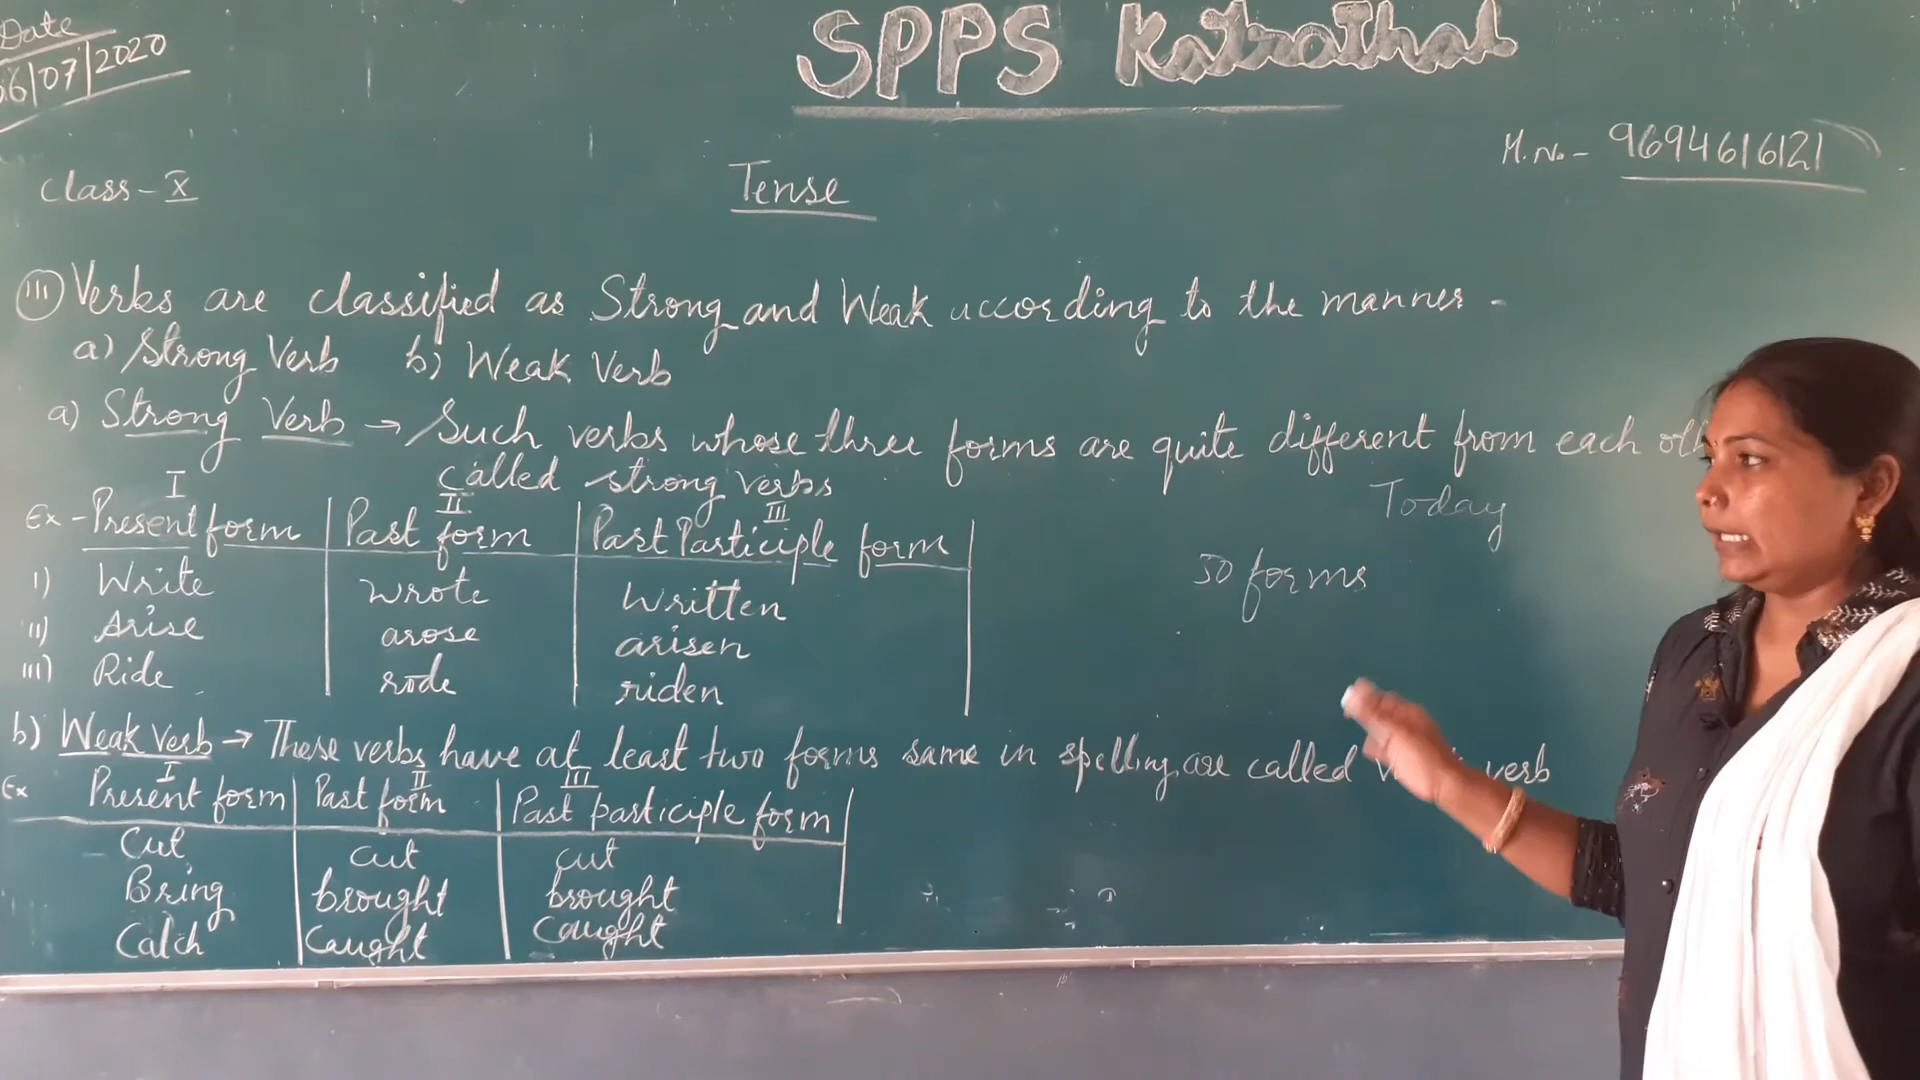 Date
06/07/2020
SPPS Katrathal
M.No- 9694616121
Class-X
Tense
III Verbs are classified as Strong and Weak according to the manner -
a) Strong Verb b) Weak Verb
a) Strong Verb → Such verbs whose three forms are quite different from each
called strong verbs
Today
50 forms
I II III
Ex - Present form Past form Past Participle form
i) Write wrote written
ii) Arise arose arisen
iii) Ride rode riden
b) Weak verb → These verbs have at least two forms same in spelling are called verb
I II III
Ex Present form Past form Past participle form
Cut cut cut
Bring brought brought
Catch caught caught